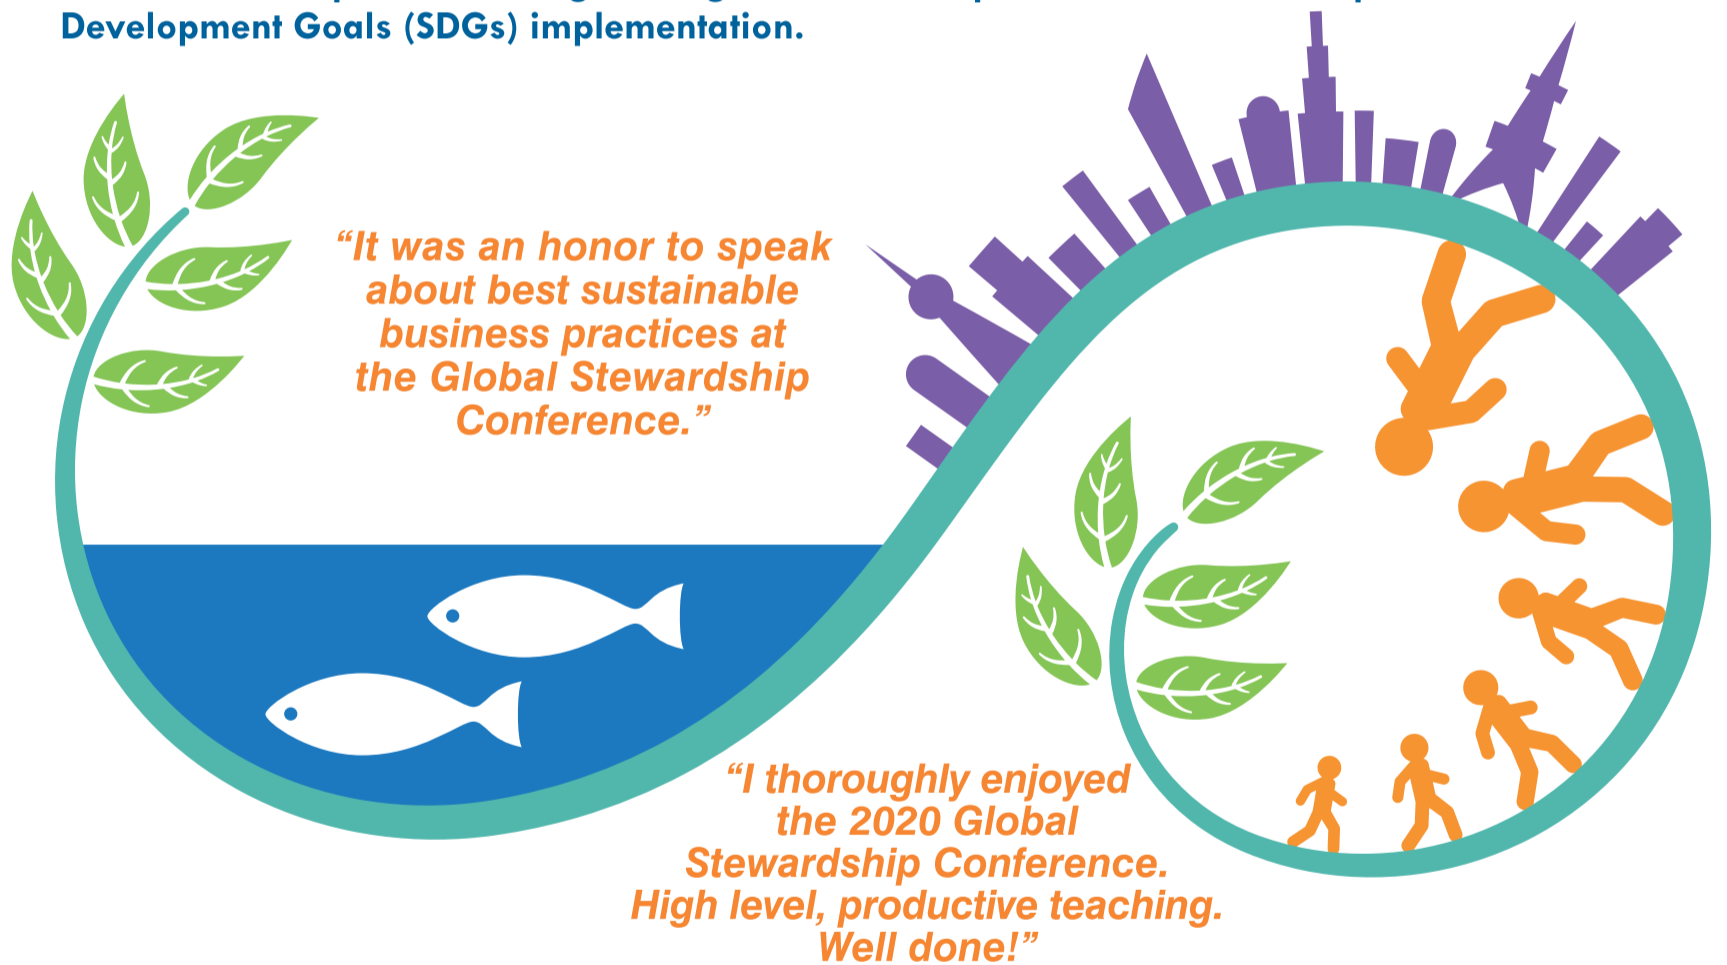 Development Goals (SDGs) implementation.
“It was an honor to speak
about best sustainable
business practices at
the Global Stewardship
Conference.”
“I thoroughly enjoyed
the 2020 Global
Stewardship Conference.
High level, productive teaching.
Well done!”